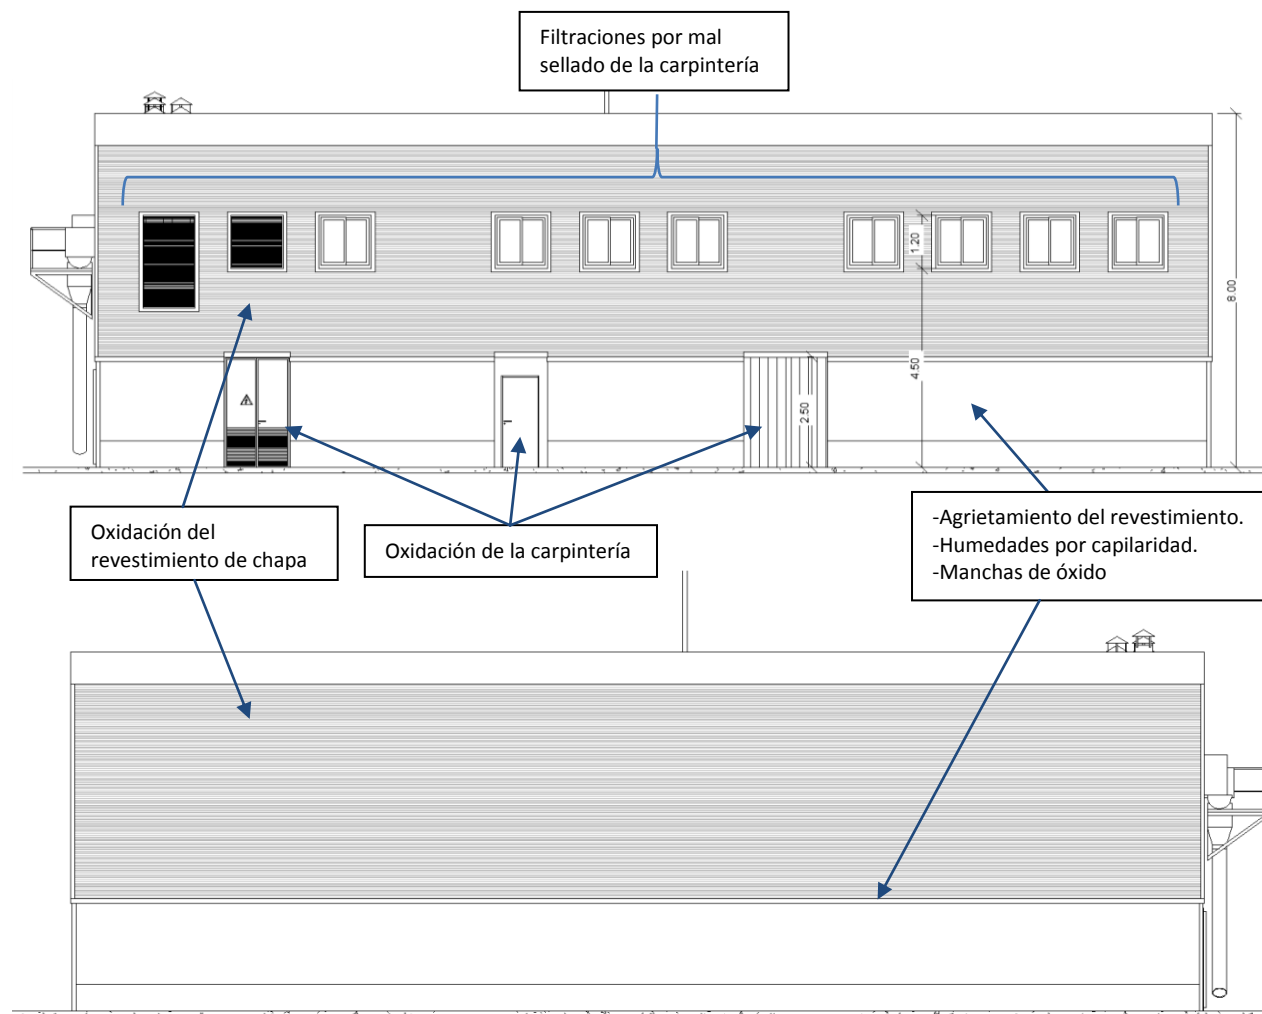 Filtraciones por mal
sellado de la carpintería
1.20
8.00
4.50
2.50
Oxidación del
revestimiento de chapa
Oxidación de la carpintería
-Agrietamiento del revestimiento.
-Humedades por capilaridad.
-Manchas de óxido